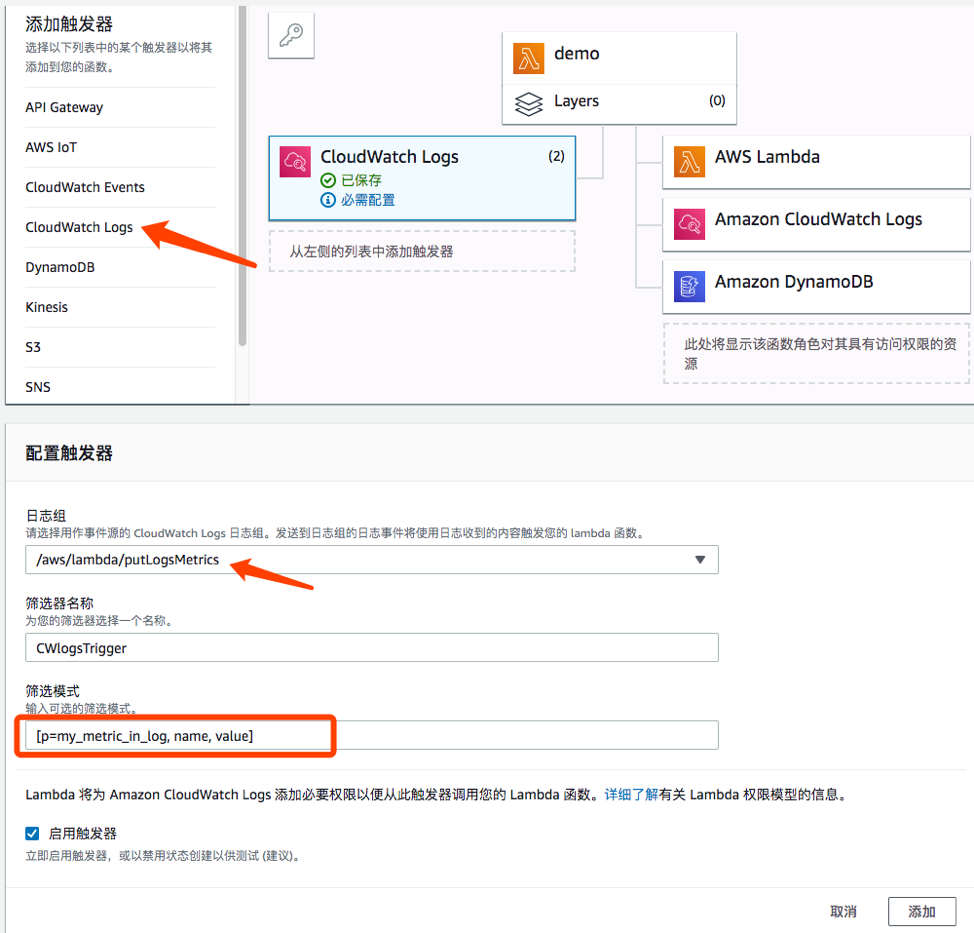 添加触发器
选择以下列表中的某个触发器以将其
添加到您的函数。
API Gateway
AWS IoT
CloudWatch Events
CloudWatch Logs
DynamoDB
Kinesis
S3
SNS
demo
Layers (0)
CloudWatch Logs (2)
已保存
必需配置
从左侧的列表中添加触发器
AWS Lambda
Amazon CloudWatch Logs
Amazon DynamoDB
此处将显示该函数角色对其具有访问权限的资
源
配置触发器
日志组
请选择用作事件源的 CloudWatch Logs 日志组。发送到日志组的日志事件将使用日志收到的内容触发您的 lambda 函数。
/aws/lambda/putLogsMetrics
筛选器名称
为您的筛选器选择一个名称。
CWlogsTrigger
筛选模式
输入可选的筛选模式。
[p=my_metric_in_log, name, value]
Lambda 将为 Amazon CloudWatch Logs 添加必要权限以便从此触发器调用您的 Lambda 函数。详细了解有关 Lambda 权限模型的信息。
启用触发器
立即启用触发器，或以禁用状态创建以供测试 (建议)。
取消 添加